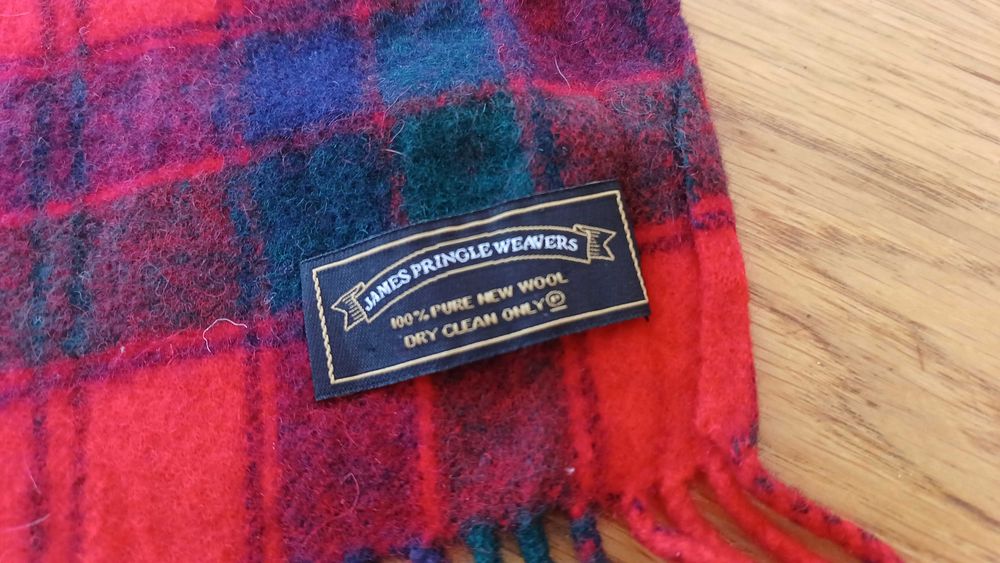 JAMES PRINGLE WEAVERS
100% PURE NEW WOOL
DRY CLEAN ONLY Ⓟ